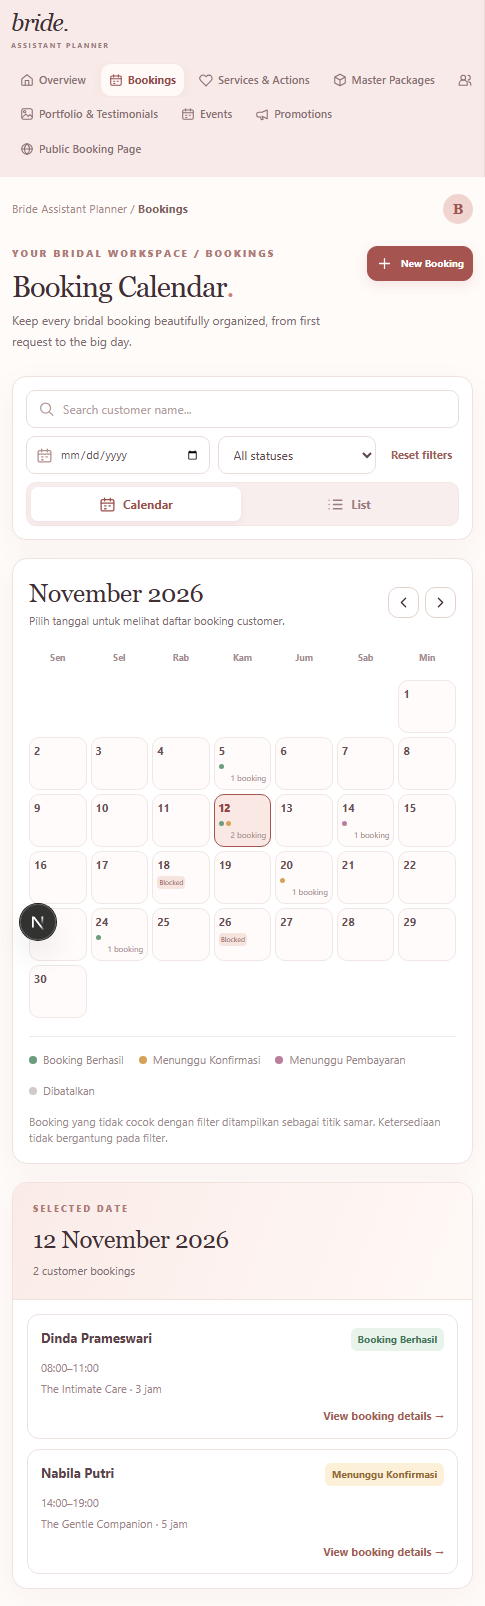 bride.
ASSISTANT PLANNER
Overview
Bookings
Services & Actions
Master Packages
Portfolio & Testimonials
Events
Promotions
Public Booking Page
Bride Assistant Planner / Bookings
B
YOUR BRIDAL WORKSPACE / BOOKINGS
New Booking
Booking Calendar.
Keep every bridal booking beautifully organized, from first
request to the big day.
Search customer name...
mm/dd/yyyy
All statuses
Reset filters
Calendar
List
November 2026
Pilih tanggal untuk melihat daftar booking customer.
Sen Sel Rab Kam Jum Sab Min
1
2 3 4 5 6 7 8
1 booking
9 10 11 12 13 14 15
2 booking 1 booking
16 17 18 19 20 21 22
Blocked 1 booking
N 24 25 26 27 28 29
1 booking Blocked
30
Booking Berhasil
Menunggu Konfirmasi
Menunggu Pembayaran
Dibatalkan
Booking yang tidak cocok dengan filter ditampilkan sebagai titik samar. Ketersediaan
tidak bergantung pada filter.
SELECTED DATE
12 November 2026
2 customer bookings
Dinda Prameswari
Booking Berhasil
08:00–11:00
The Intimate Care · 3 jam
View booking details →
Nabila Putri
Menunggu Konfirmasi
14:00–19:00
The Gentle Companion · 5 jam
View booking details →